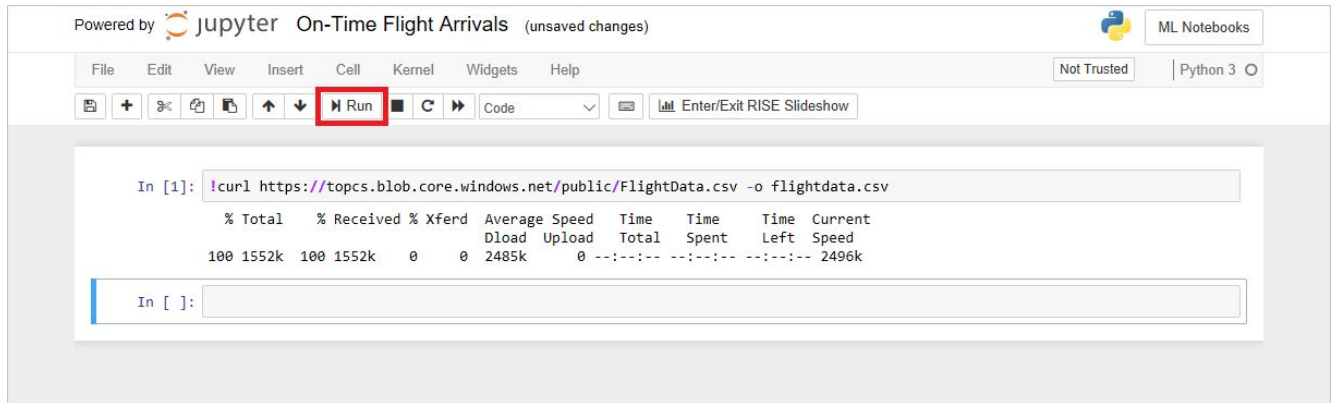 Powered by jupyter On-Time Flight Arrivals (unsaved changes) ML Notebooks
File Edit View Insert Cell Kernel Widgets Help Not Trusted Python 3
Run Code Enter/Exit RISE Slideshow
In [1]: !curl https://topcs.blob.core.windows.net/public/FlightData.csv -o flightdata.csv
% Total % Received % Xferd Average Speed Time Time Time Current
Dload Upload Total Spent Left Speed
100 1552k 100 1552k 0 0 2485k 0 --:--:-- --:--:-- --:--:-- 2496k
In [ ]: